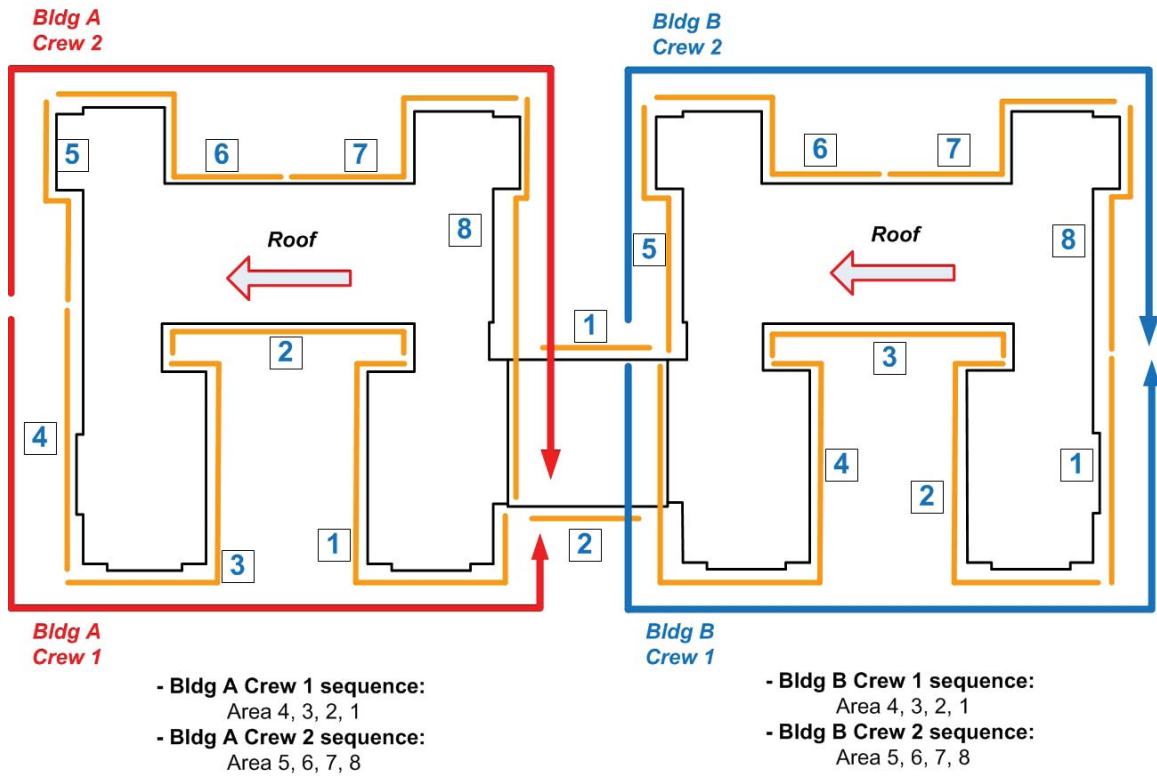 Bldg A
Crew 2
Bldg B
Crew 2
5
6
7
8
Roof
2
4
3
1
1
2
5
6
7
8
Roof
3
4
2
1
Bldg A
Crew 1
Bldg B
Crew 1
- Bldg A Crew 1 sequence:
Area 4, 3, 2, 1
- Bldg A Crew 2 sequence:
Area 5, 6, 7, 8
- Bldg B Crew 1 sequence:
Area 4, 3, 2, 1
- Bldg B Crew 2 sequence:
Area 5, 6, 7, 8